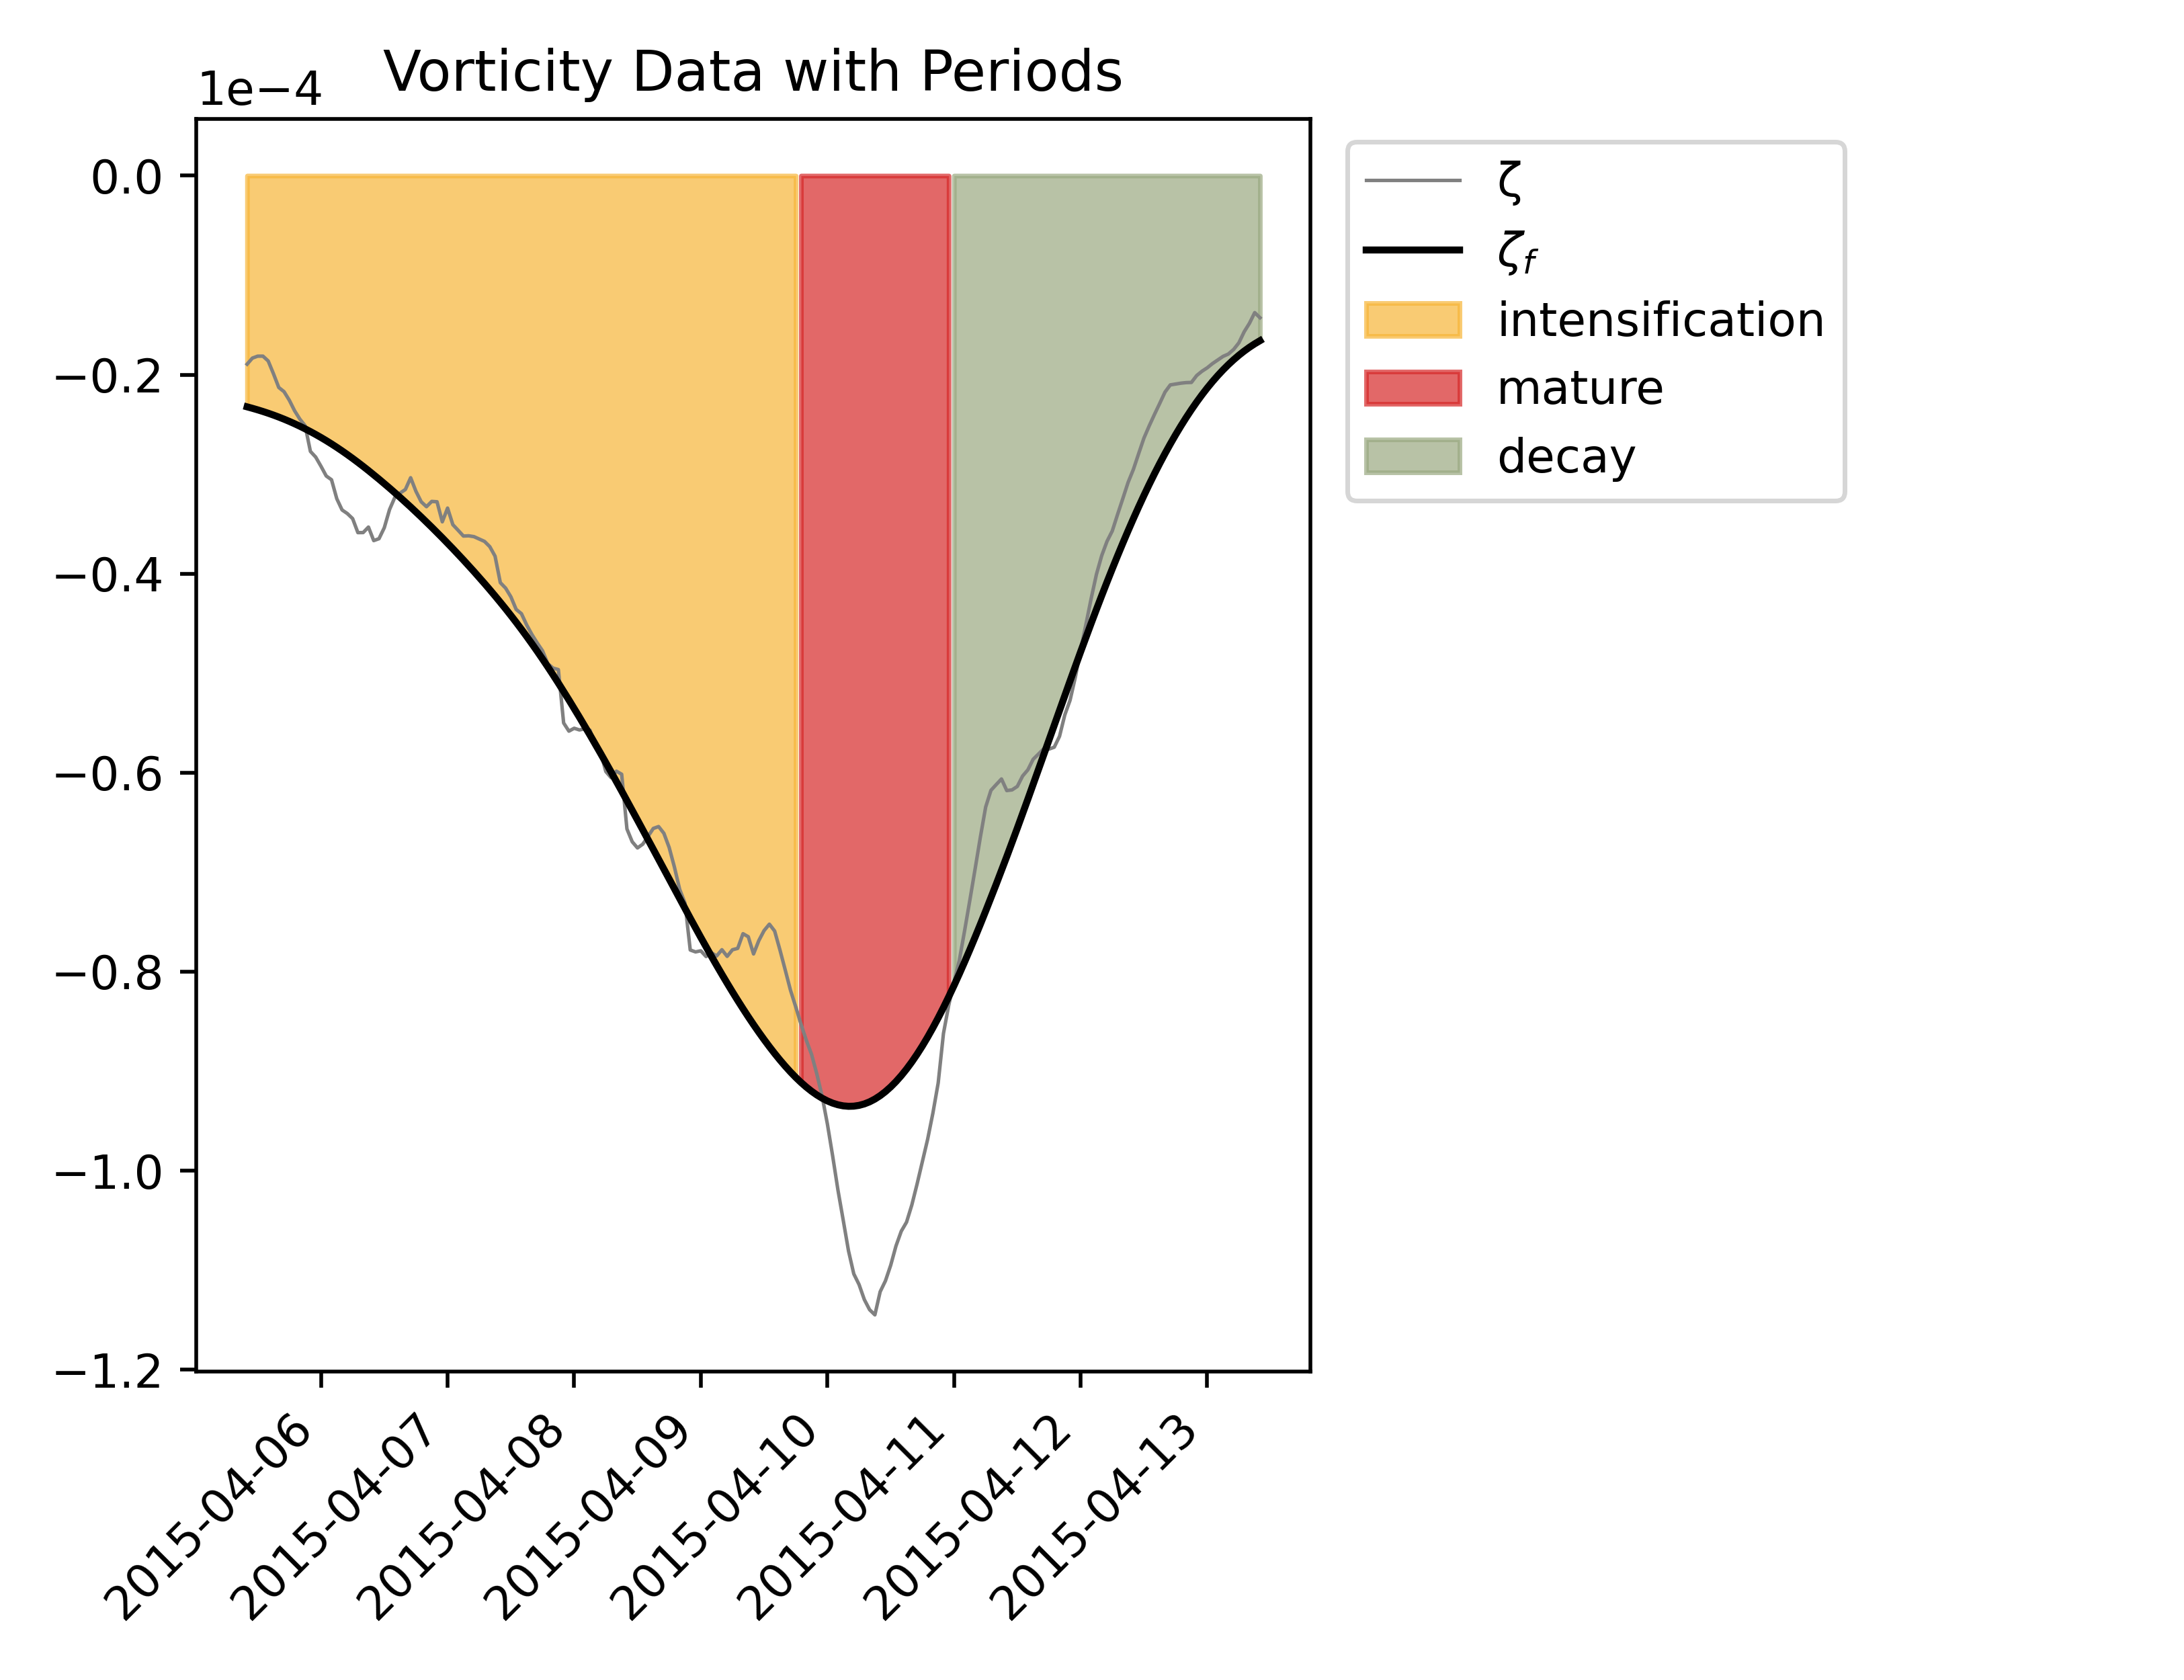 Vorticity Data with Periods
1e−4
0.0
−0.2
−0.4
−0.6
−0.8
−1.0
−1.2
2015-04-06
2015-04-07
2015-04-08
2015-04-09
2015-04-10
2015-04-11
2015-04-12
2015-04-13
ζ
ζf
intensification
mature
decay